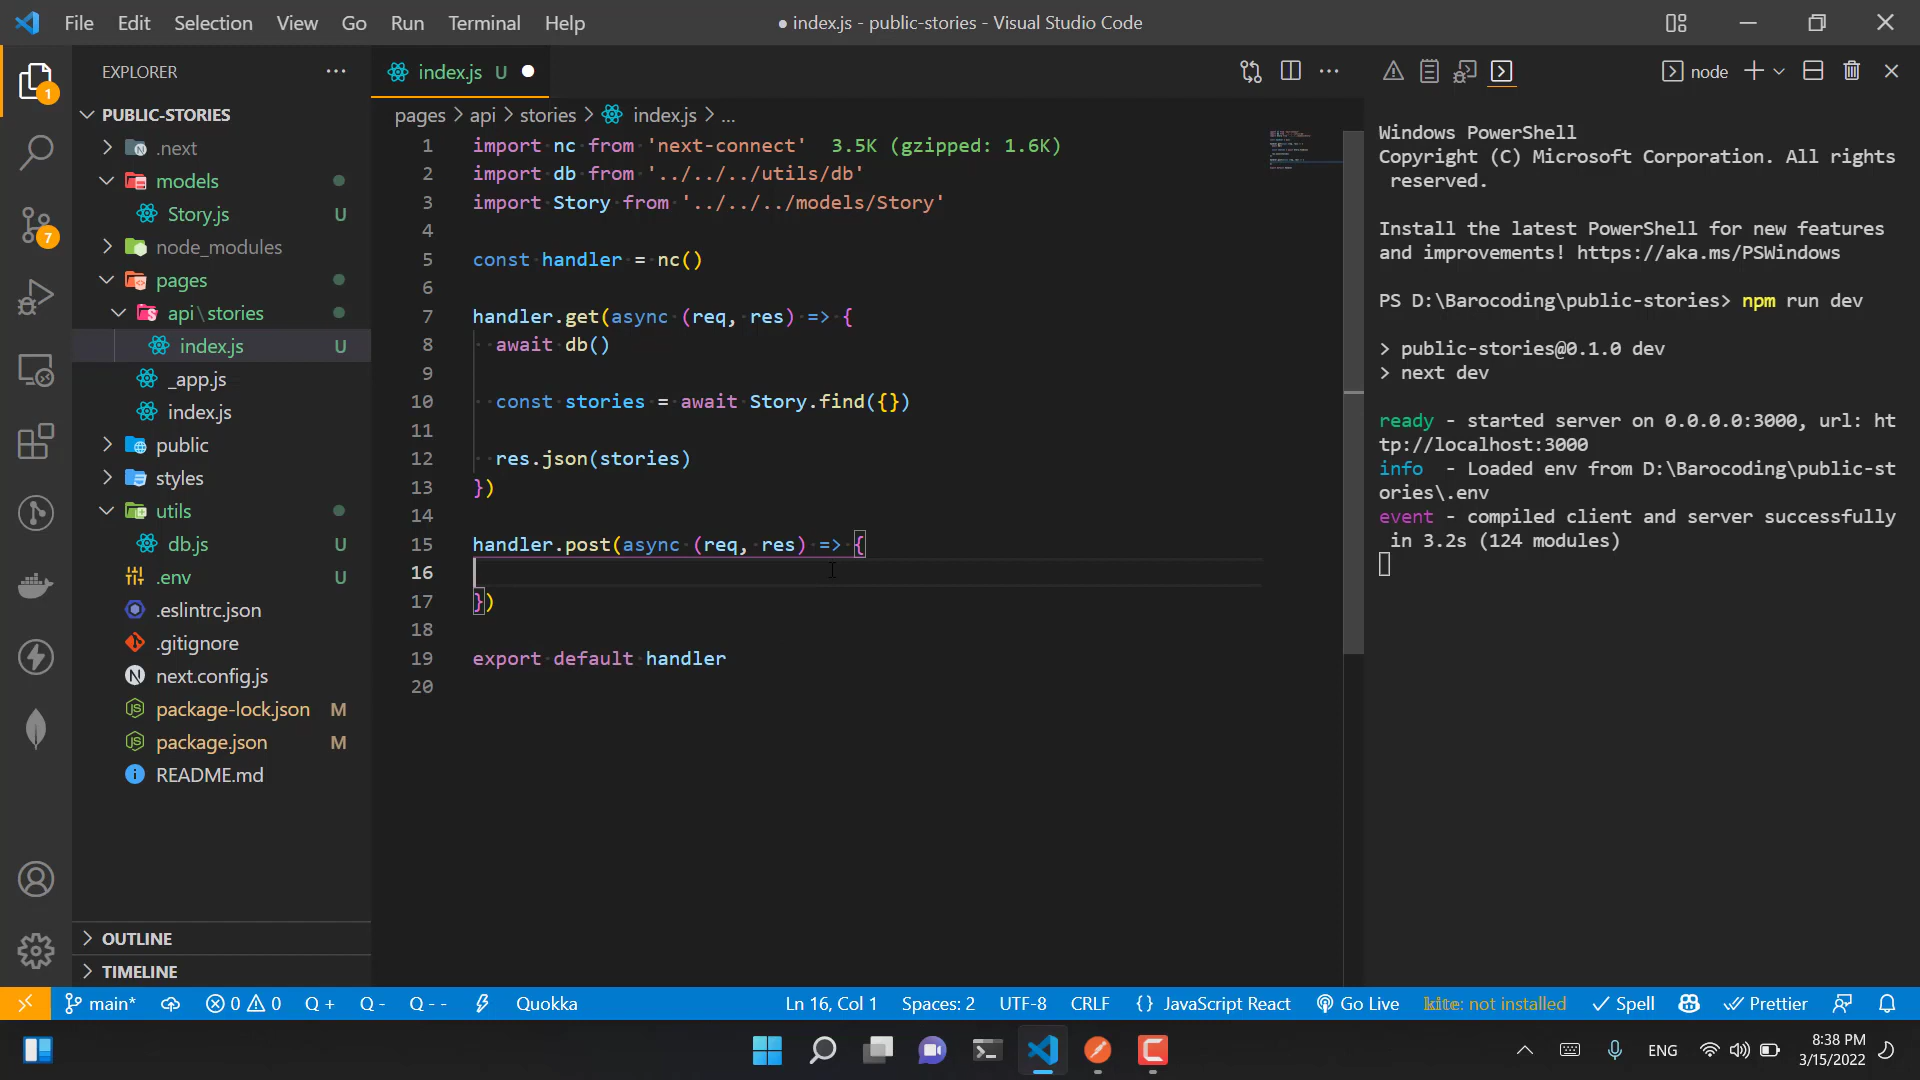 File Edit Selection View Go Run Terminal Help
● index.js - public-stories - Visual Studio Code
EXPLORER
PUBLIC-STORIES
.next
models
Story.js U
node_modules
pages
api\stories
index.js U
_app.js
index.js
public
styles
utils
db.js U
.env U
.eslintrc.json
.gitignore
next.config.js
package-lock.json M
package.json M
README.md
OUTLINE
TIMELINE
1
7
index.js U
pages > api > stories > index.js > ...
1 import nc from 'next-connect' 3.5K (gzipped: 1.6K)
2 import db from '../../../utils/db'
3 import Story from '../../../models/Story'
4
5 const handler = nc()
6
7 handler.get(async (req, res) => {
8 await db()
9
10 const stories = await Story.find({})
11
12 res.json(stories)
13 })
14
15 handler.post(async (req, res) => {
16
17 })
18
19 export default handler
20
node
Windows PowerShell
Copyright (C) Microsoft Corporation. All rights
reserved.
Install the latest PowerShell for new features
and improvements! https://aka.ms/PSWindows
PS D:\Barocoding\public-stories> npm run dev
> public-stories@0.1.0 dev
> next dev
ready - started server on 0.0.0.0:3000, url: ht
tp://localhost:3000
info  - Loaded env from D:\Barocoding\public-st
ories\.env
event - compiled client and server successfully
in 3.2s (124 modules)
main* 0 0 Q + Q - Q - - Quokka
Ln 16, Col 1 Spaces: 2 UTF-8 CRLF {} JavaScript React Go Live kite: not installed Spell Prettier
ENG
8:38 PM
3/15/2022